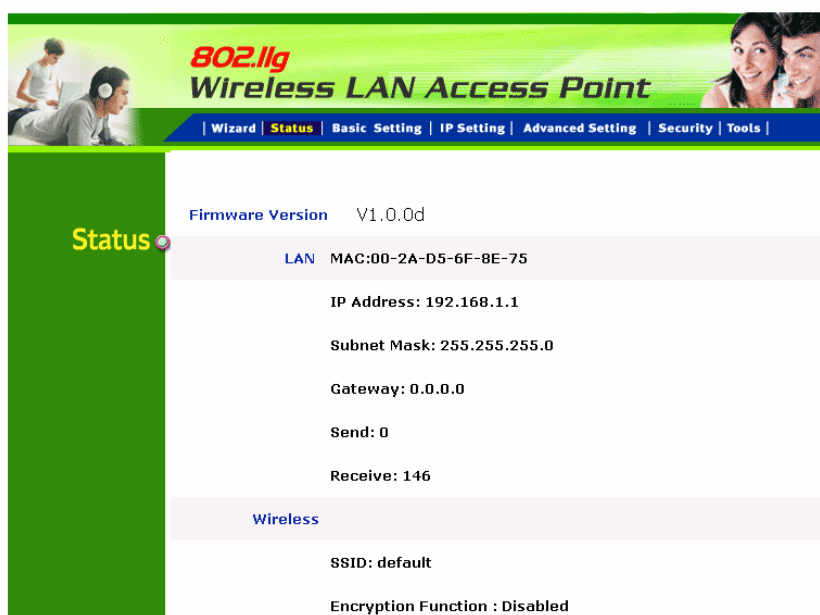 802.11g
Wireless LAN Access Point
| Wizard | Status | Basic Setting | IP Setting | Advanced Setting | Security | Tools |
Status
Firmware Version V1.0.0d
LAN MAC:00-2A-D5-6F-8E-75
IP Address: 192.168.1.1
Subnet Mask: 255.255.255.0
Gateway: 0.0.0.0
Send: 0
Receive: 146
Wireless
SSID: default
Encryption Function : Disabled